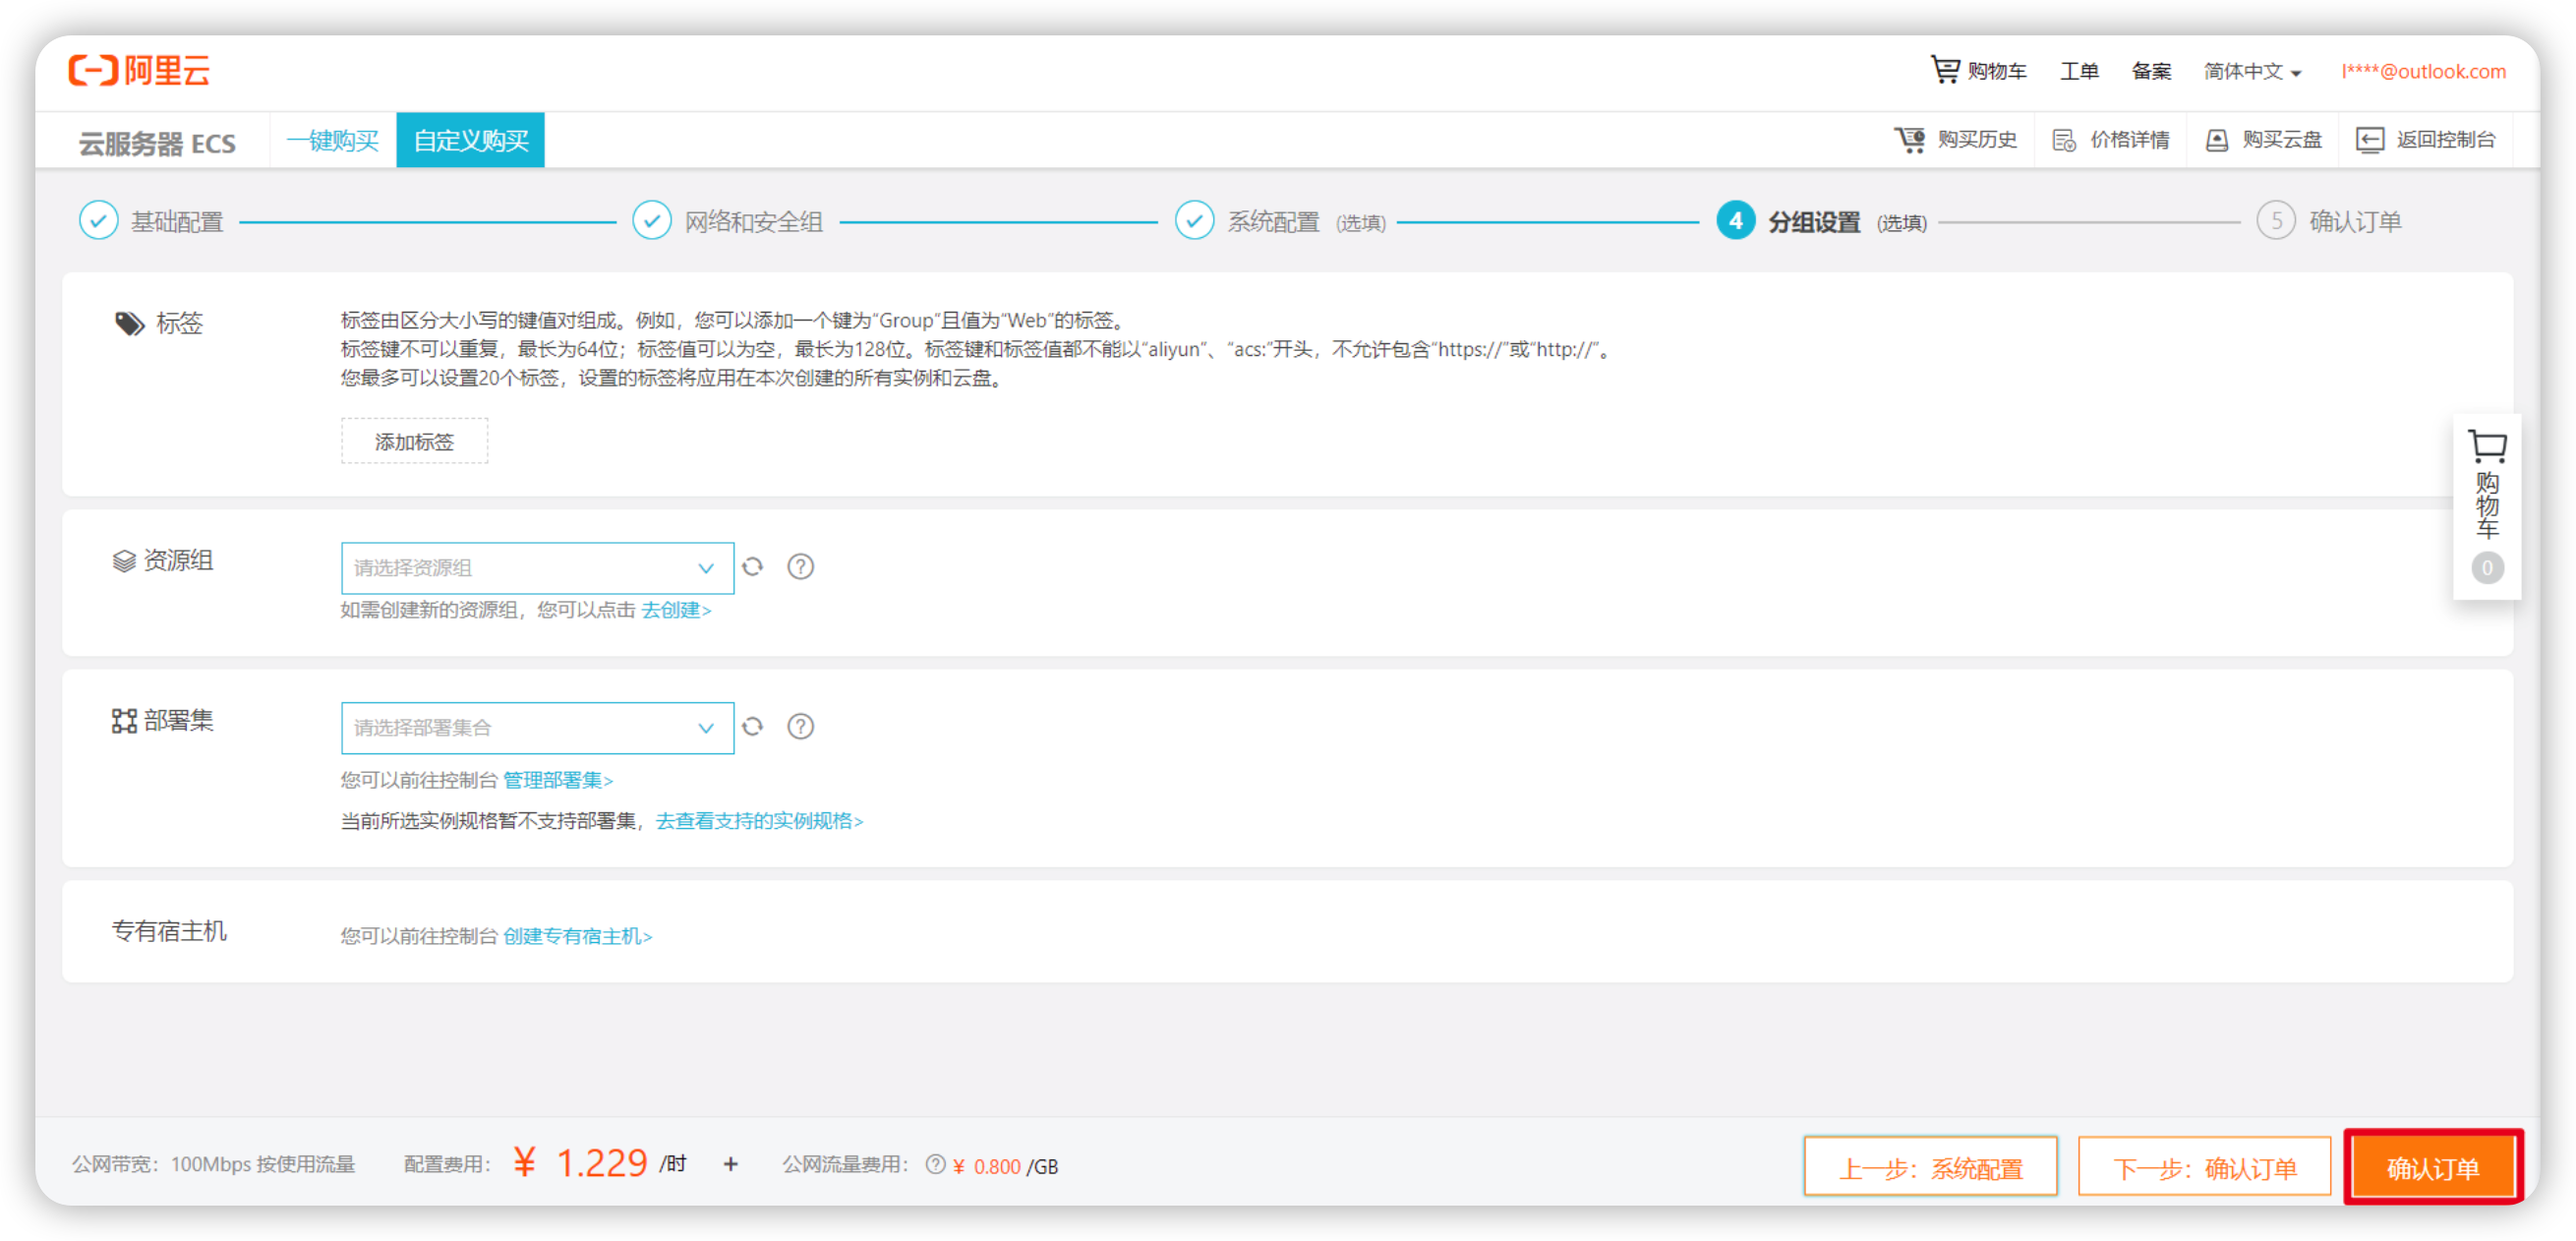 阿里云
购物车 工单 备案 简体中文 l****@outlook.com
云服务器 ECS 一键购买 自定义购买 购买历史 价格详情 购买云盘 返回控制台
基础配置 网络和安全组 系统配置 (选填) 4 分组设置 (选填) 5 确认订单
标签 标签由区分大小写的键值对组成。例如，您可以添加一个键为“Group”且值为“Web”的标签。
标签键不可以重复，最长为64位；标签值可以为空，最长为128位。标签键和标签值都不能以“aliyun”、“acs:”开头，不允许包含“https://”或“http://”。
您最多可以设置20个标签，设置的标签将应用在本次创建的所有实例和云盘。
添加标签
购物车
0
资源组 请选择资源组
如需创建新的资源组，您可以点击 去创建>
部署集 请选择部署集合
您可以前往控制台 管理部署集>
当前所选实例规格暂不支持部署集，去查看支持的实例规格>
专有宿主机 您可以前往控制台 创建专有宿主机>
公网带宽：100Mbps 按使用流量 配置费用：¥ 1.229 /时 + 公网流量费用：¥ 0.800 /GB 上一步：系统配置 下一步：确认订单 确认订单